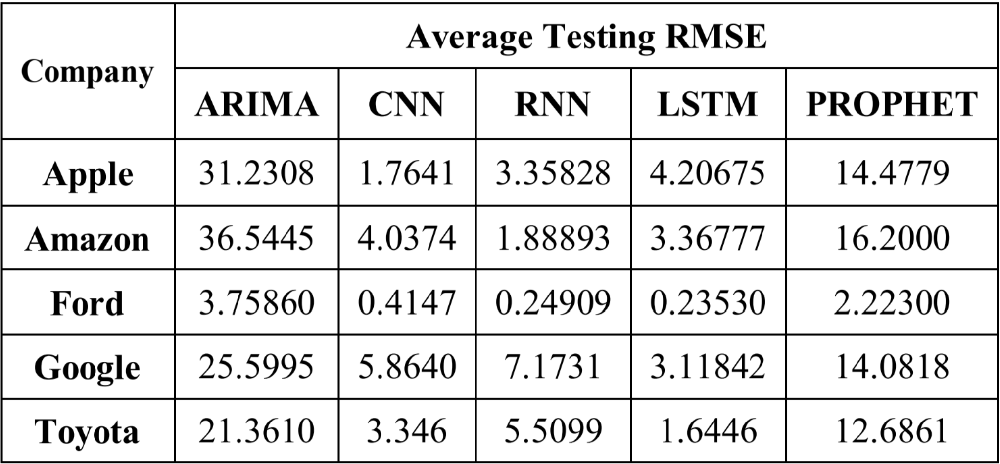 Company Average Testing RMSE
ARIMA CNN RNN LSTM PROPHET
Apple 31.2308 1.7641 3.35828 4.20675 14.4779
Amazon 36.5445 4.0374 1.88893 3.36777 16.2000
Ford 3.75860 0.4147 0.24909 0.23530 2.22300
Google 25.5995 5.8640 7.1731 3.11842 14.0818
Toyota 21.3610 3.346 5.5099 1.6446 12.6861